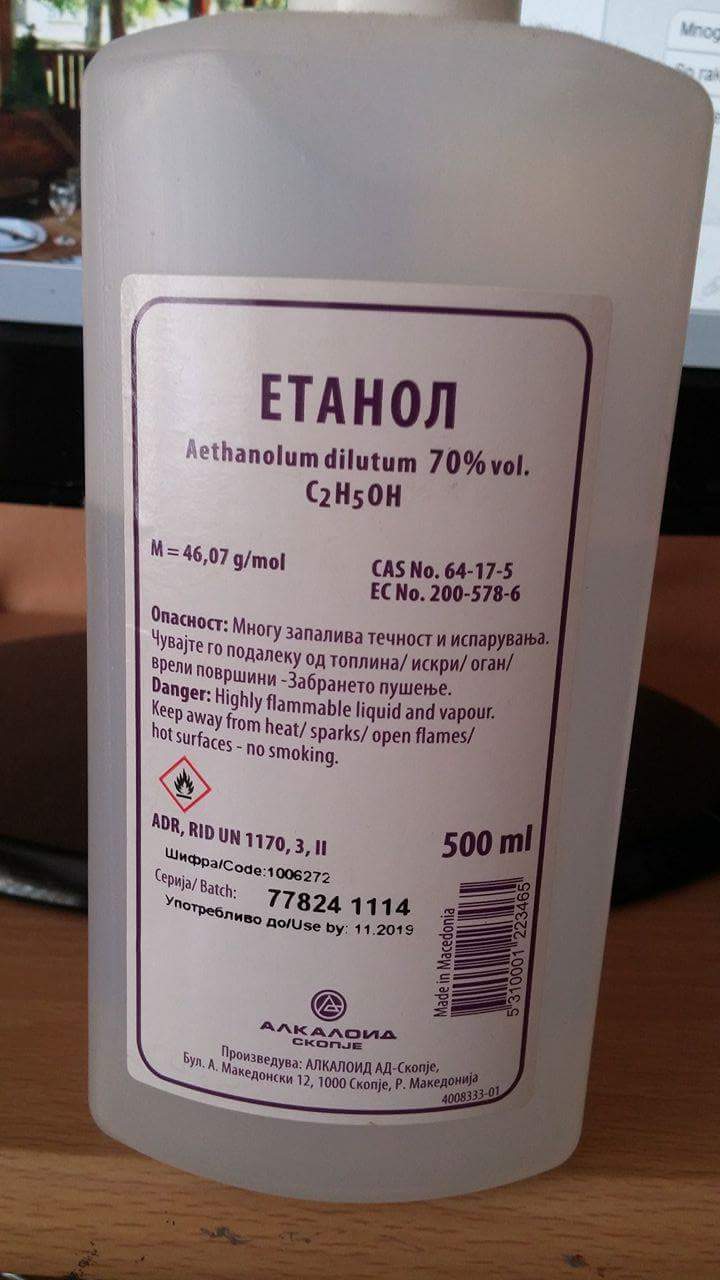 Mnog
ЕТАНОЛ
Aethanolum dilutum 70% vol.
C2H5OH
M = 46,07 g/mol
CAS No. 64-17-5
EC No. 200-578-6
Опасност: Многу запалива течност и испарувања.
Чувајте го подалеку од топлина/ искри/ оган/
врели површини -Забрането пушење.
Danger: Highly flammable liquid and vapour.
Keep away from heat/ sparks/ open flames/
hot surfaces - no smoking.
ADR, RID UN 1170, 3, II
500 ml
Шифра/Code:1006272
Серија/ Batch: 77824 1114
Употребливо до/Use by: 11.2019
Made in Macedonia
5 310001 223465
АЛКАЛОИД
СКОПЈЕ
Произведува: АЛКАЛОИД АД-Скопје,
Бул. А. Македонски 12, 1000 Скопје, Р. Македонија
4008333-01